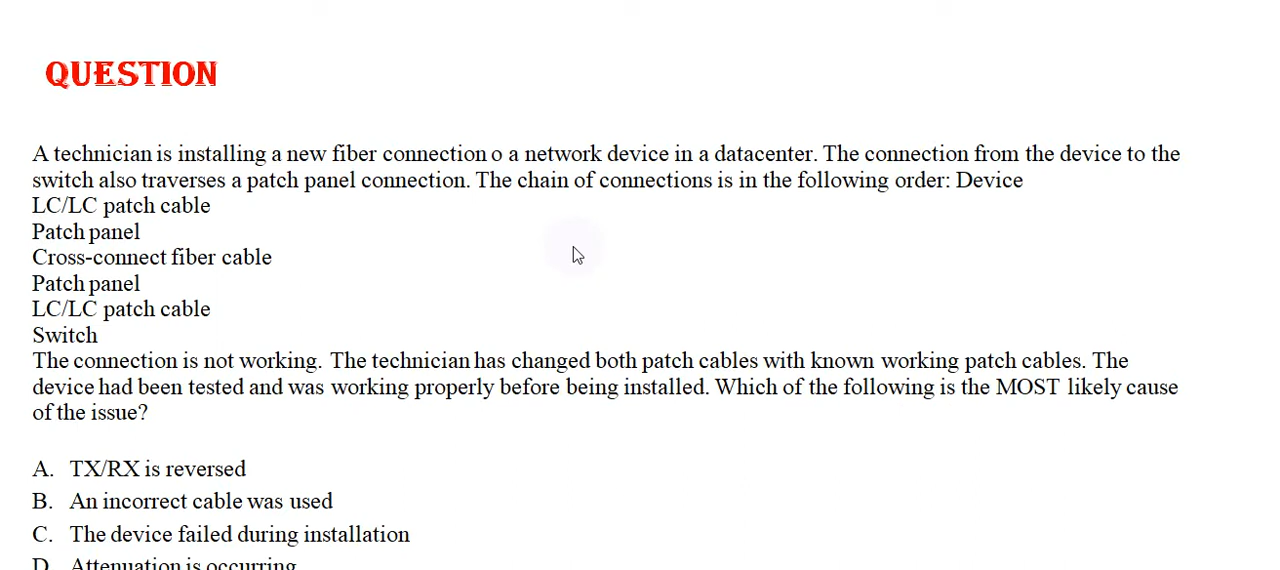 QUESTION
A technician is installing a new fiber connection o a network device in a datacenter. The connection from the device to the
switch also traverses a patch panel connection. The chain of connections is in the following order: Device
LC/LC patch cable
Patch panel
Cross-connect fiber cable
Patch panel
LC/LC patch cable
Switch
The connection is not working. The technician has changed both patch cables with known working patch cables. The
device had been tested and was working properly before being installed. Which of the following is the MOST likely cause
of the issue?
A. TX/RX is reversed
B. An incorrect cable was used
C. The device failed during installation
D. Attenuation is occurring